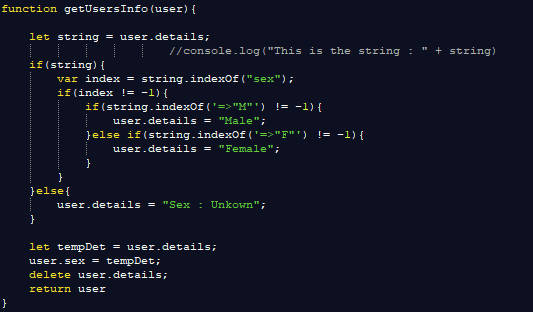 function getUsersInfo(user){
let string = user.details;
//console.log("This is the string : " + string)
if(string){
var index = string.indexOf("sex");
if(index != -1){
if(string.indexOf('=>"M"') != -1){
user.details = "Male";
}else if(string.indexOf('=>"F"') != -1){
user.details = "Female";
}
}
}else{
user.details = "Sex : Unkown";
}
let tempDet = user.details;
user.sex = tempDet;
delete user.details;
return user
}